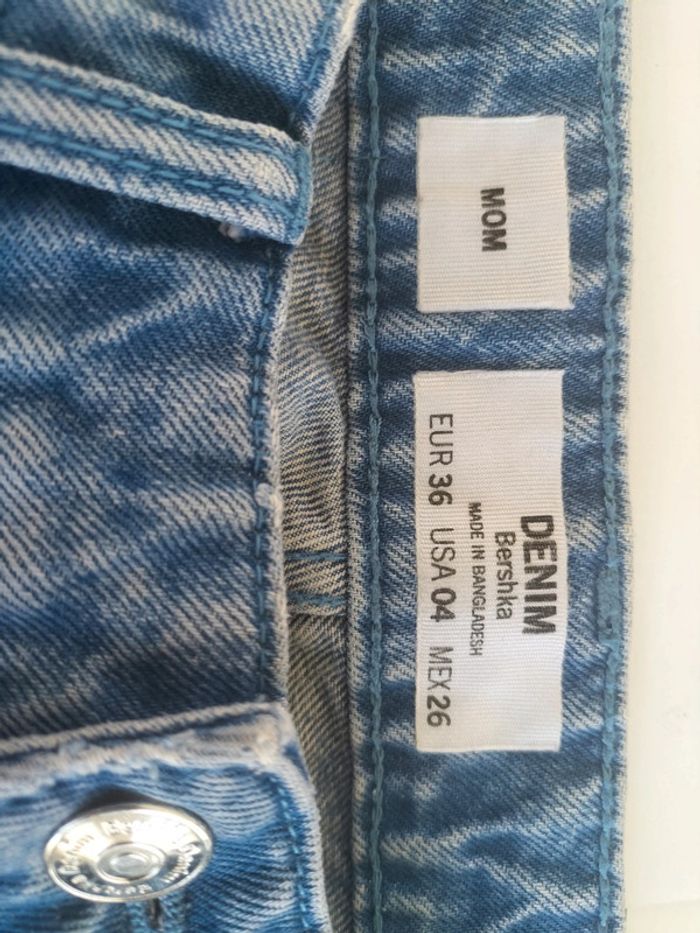 MOM
DENIM
Bershka
MADE IN BANGLADESH
EUR 36 USA 04 MEX 26